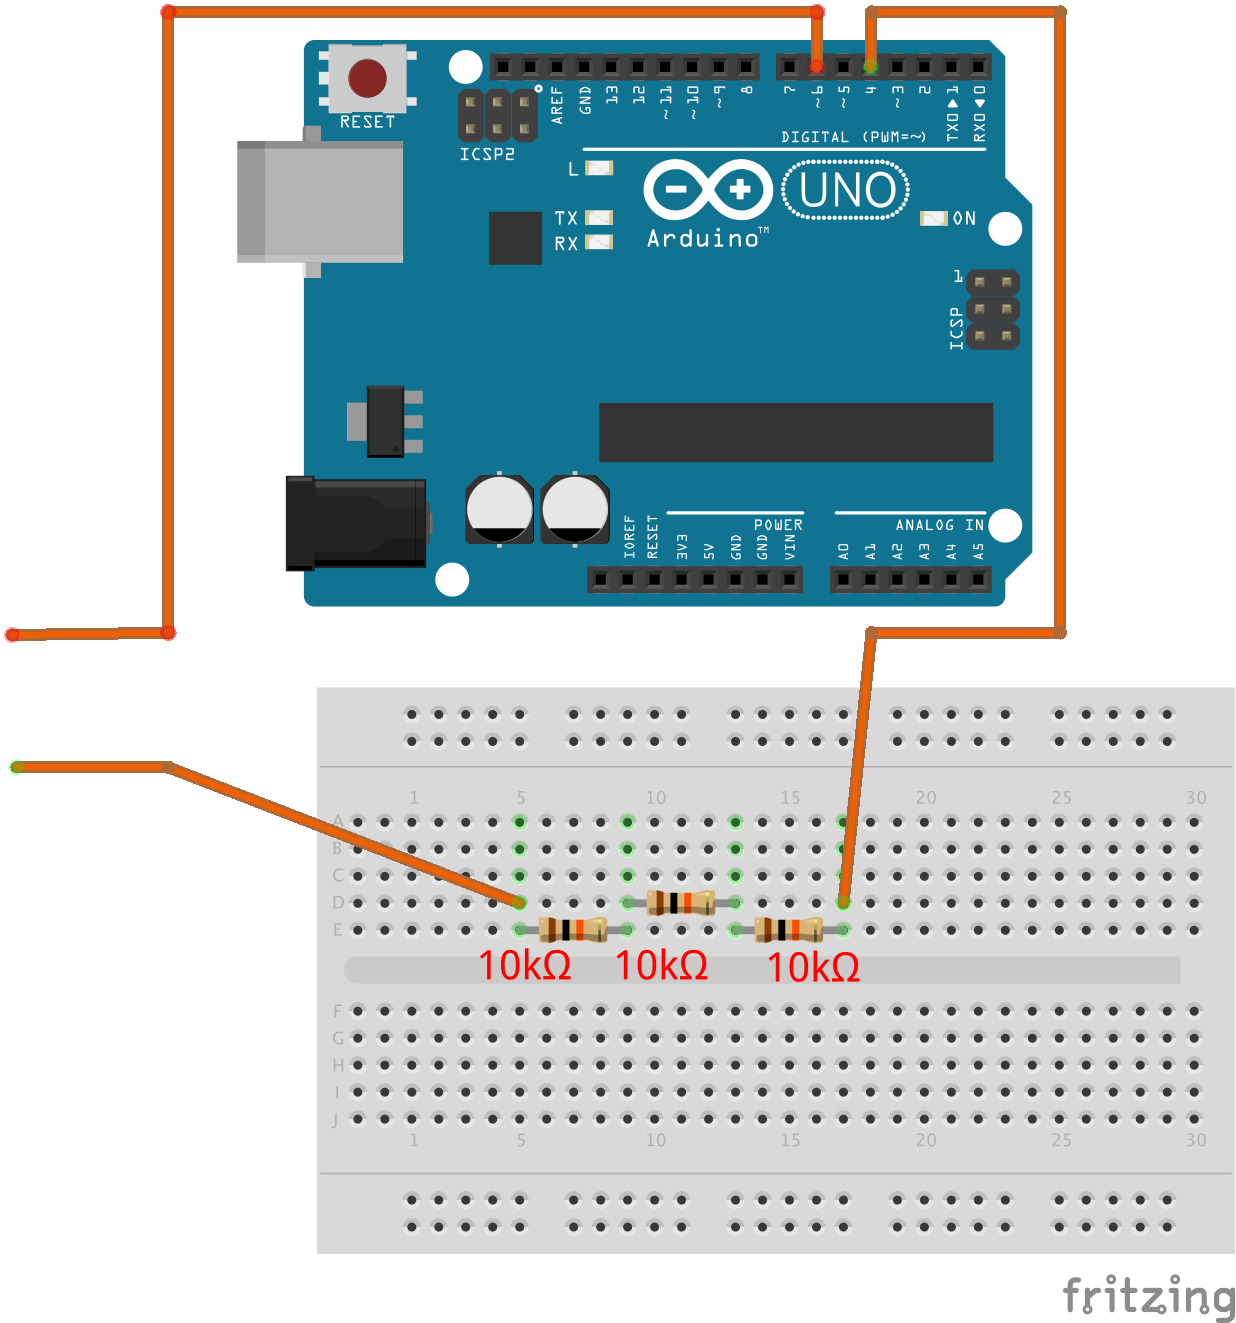 RESET
ICSP2
AREF
GND
13
12
~11
~10
~9
8
7
~6
~5
4
~3
2
TX0▶1
RX0◀0
DIGITAL (PWM=~)
L
TX
RX
Arduino™
UNO
ON
1
ICSP
POWER
ANALOG IN
IOREF
RESET
3V3
5V
GND
GND
VIN
A0
A1
A2
A3
A4
A5
1 5 10 15 20 25 30
A
B
C
D
E
10kΩ 10kΩ 10kΩ
F
G
H
I
J
1 5 10 15 20 25 30
fritzing